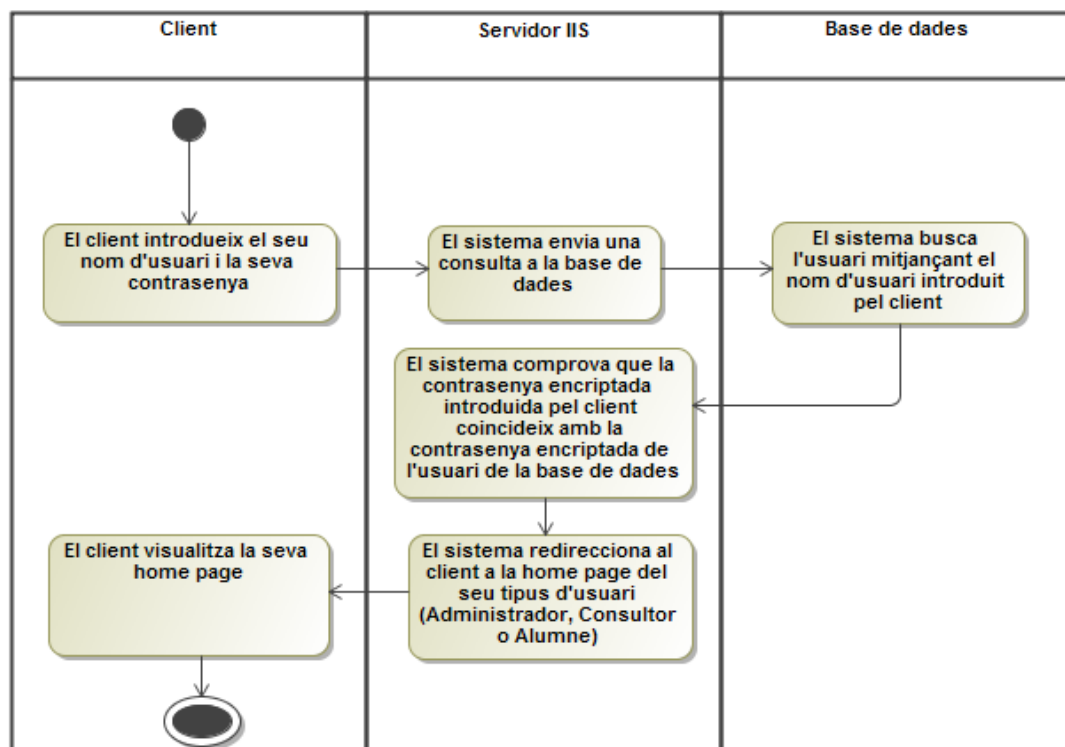 Client
Servidor IIS
Base de dades
El client introdueix el seu
nom d'usuari i la seva
contrasenya
El sistema envia una
consulta a la base de
dades
El sistema busca
l'usuari mitjançant el
nom d'usuari introduit
pel client
El sistema comprova que la
contrasenya encriptada
introduida pel client
coincideix amb la
contrasenya encriptada de
l'usuari de la base de dades
El sistema redirecciona al
client a la home page del
seu tipus d'usuari
(Administrador, Consultor
o Alumne)
El client visualitza la seva
home page